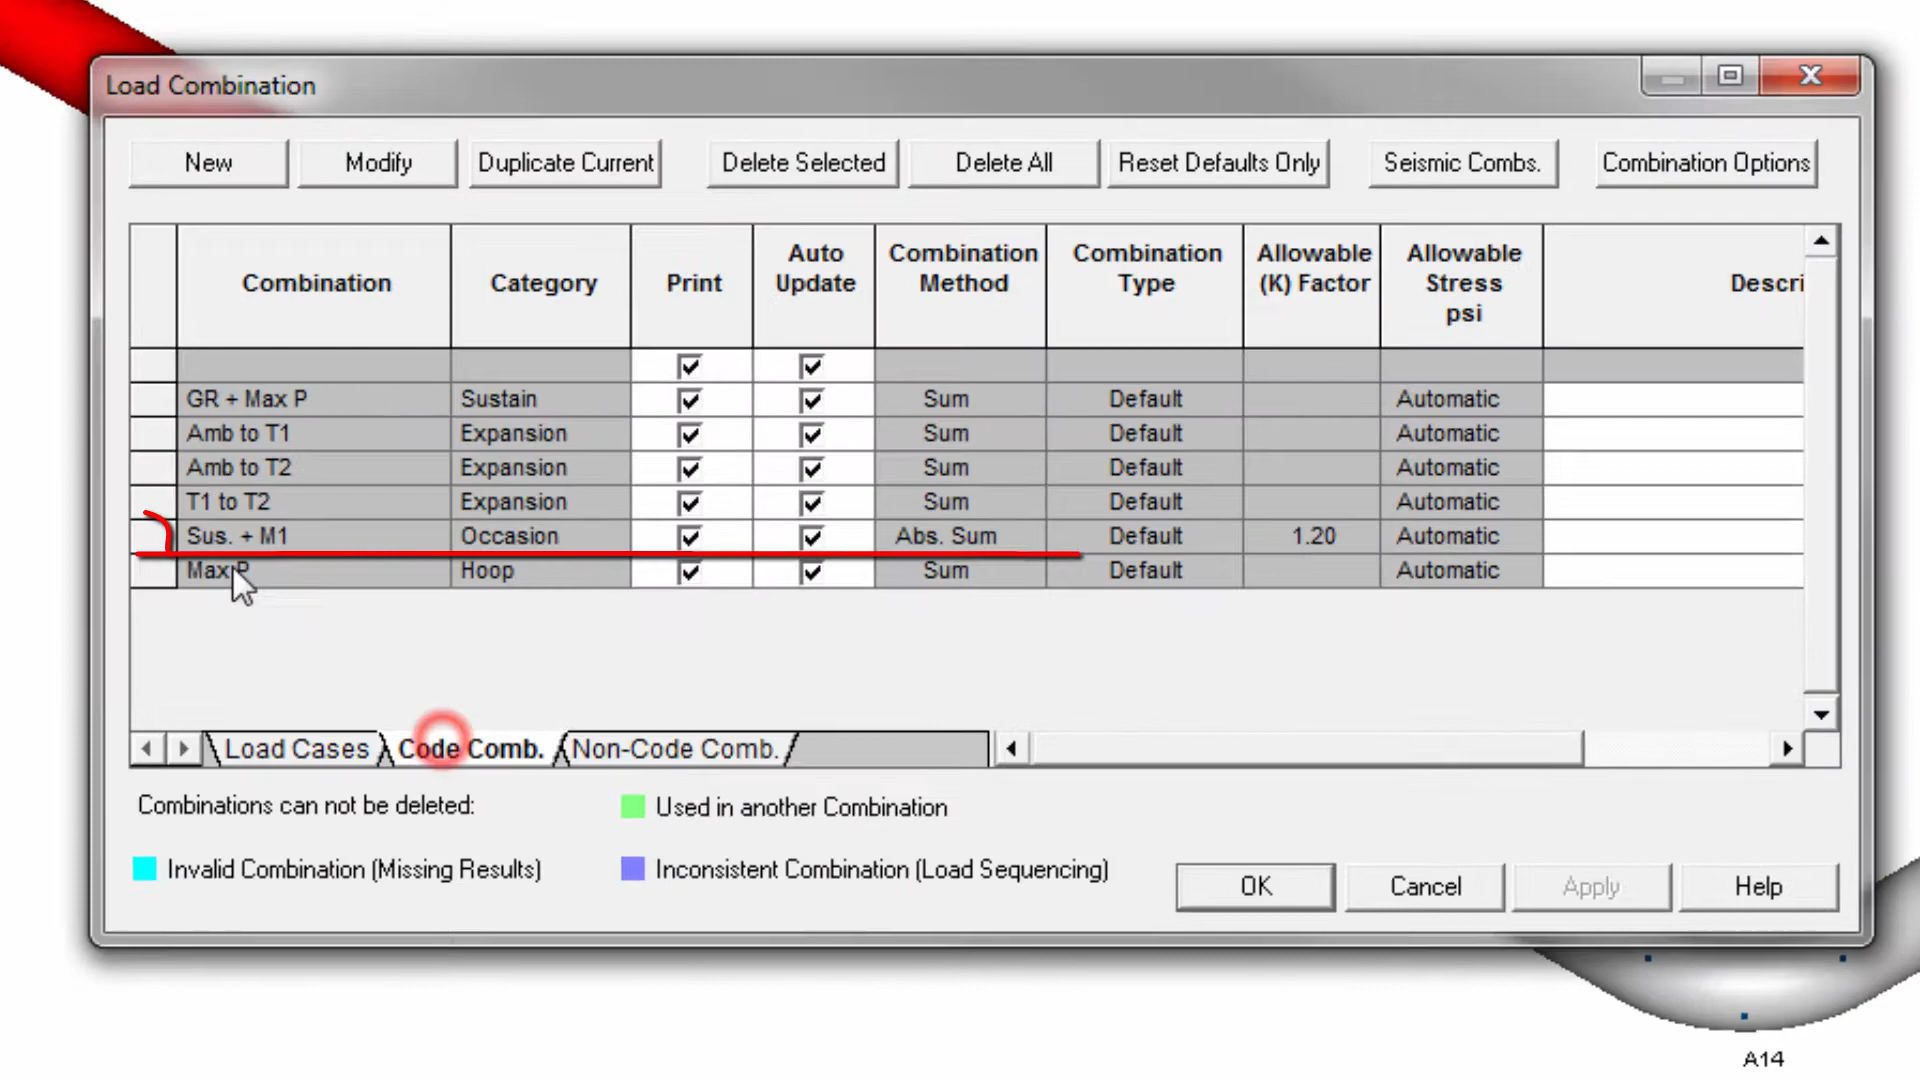 Load Combination
New Modify Duplicate Current Delete Selected Delete All Reset Defaults Only Seismic Combs. Combination Options
Combination Category Print Auto Update Combination Method Combination Type Allowable (K) Factor Allowable Stress psi Descri
GR + Max P Sustain Sum Default Automatic
Amb to T1 Expansion Sum Default Automatic
Amb to T2 Expansion Sum Default Automatic
T1 to T2 Expansion Sum Default Automatic
Sus. + M1 Occasion Abs. Sum Default 1.20 Automatic
Max P Hoop Sum Default Automatic
Load Cases Code Comb. Non-Code Comb.
Combinations can not be deleted: Used in another Combination
Invalid Combination (Missing Results) Inconsistent Combination (Load Sequencing)
OK Cancel Apply Help
A14